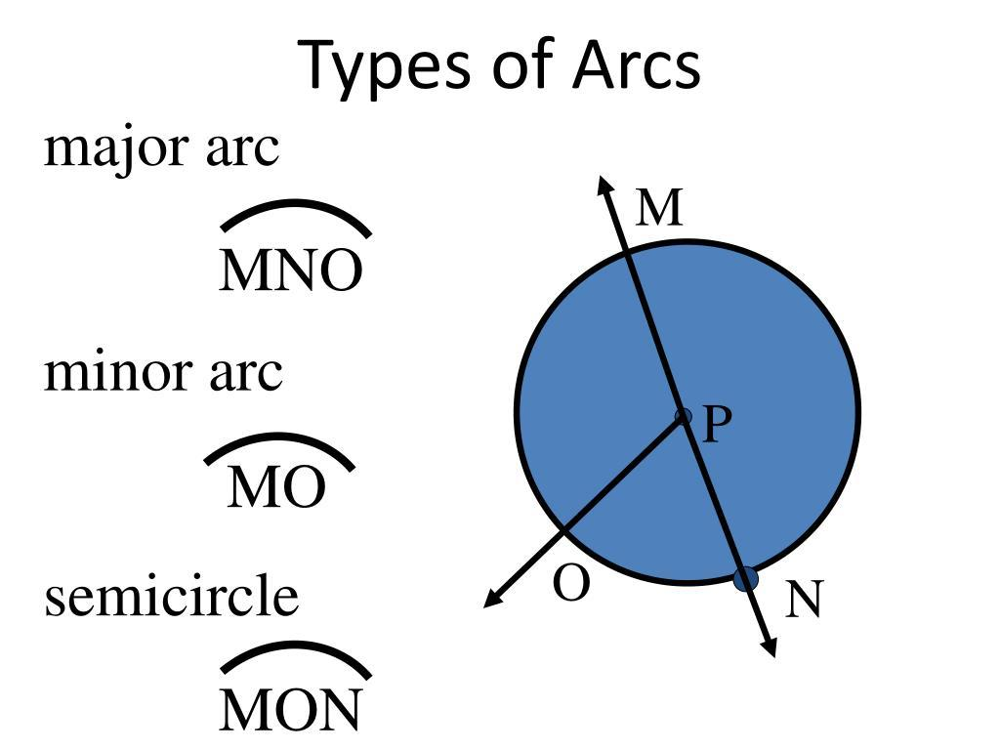 Types of Arcs
major arc
MNO
minor arc
MO
semicircle
MON
M
P
O
N